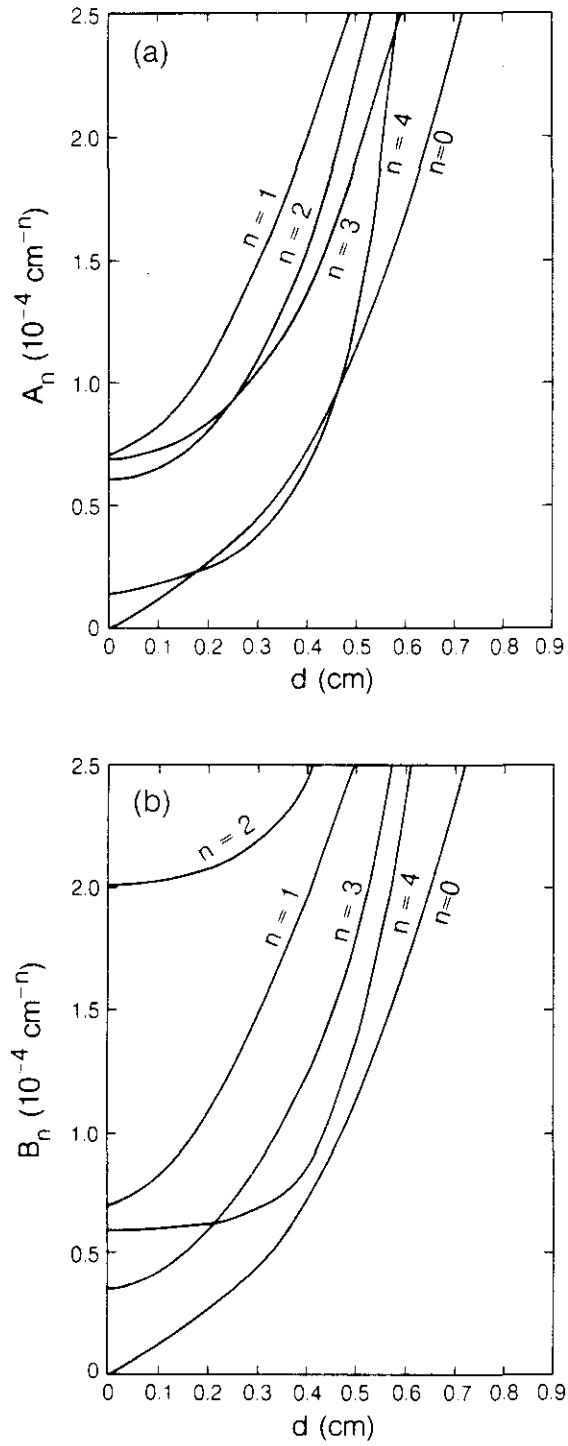 (a)
2.5
2.0
1.5
1.0
0.5
0
A_n (10^-4 cm^-n)
n = 1
n = 2
n = 3
n = 4
n=0
0 0.1 0.2 0.3 0.4 0.5 0.6 0.7 0.8 0.9
d (cm)
(b)
2.5
2.0
1.5
1.0
0.5
0
B_n (10^-4 cm^-n)
n = 2
n = 1
n = 3
n = 4
n=0
0 0.1 0.2 0.3 0.4 0.5 0.6 0.7 0.8 0.9
d (cm)